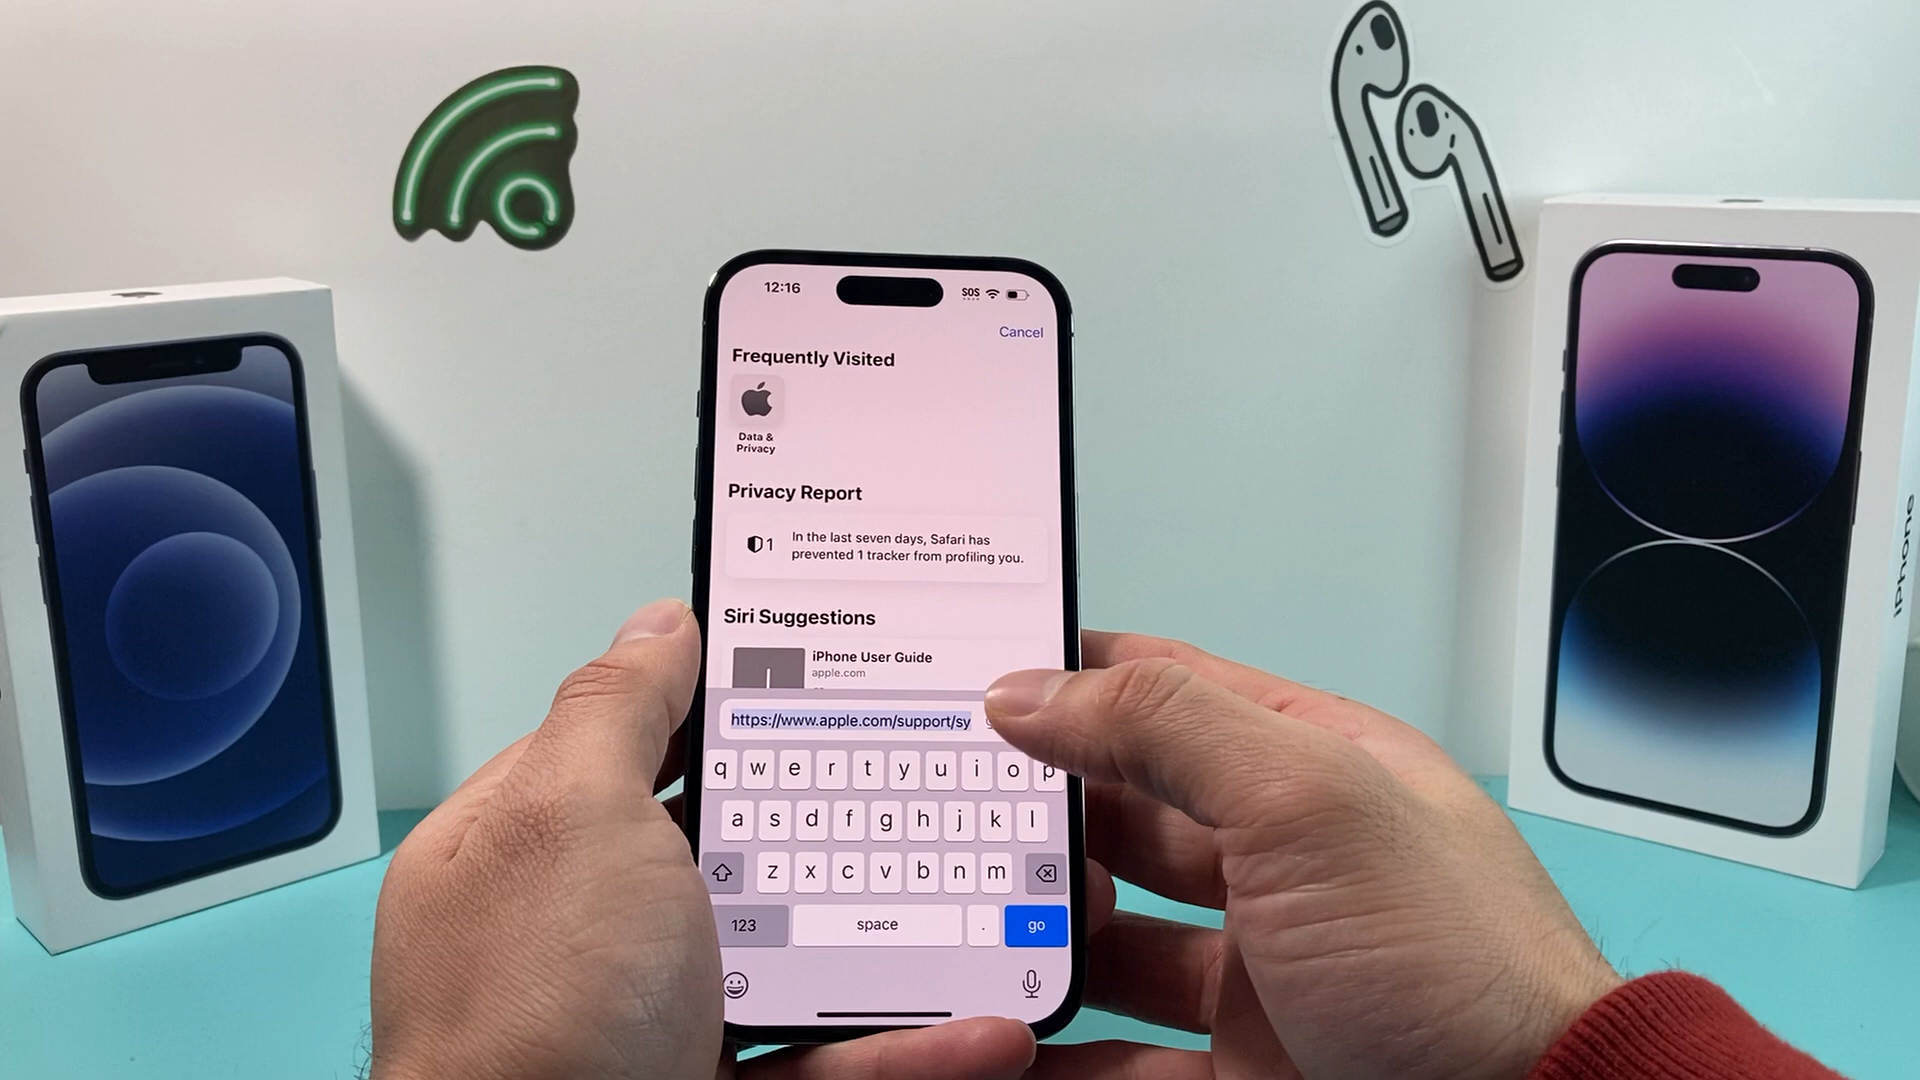 12:16
SOS
Cancel
Frequently Visited
Data &
Privacy
Privacy Report
1
In the last seven days, Safari has
prevented 1 tracker from profiling you.
Siri Suggestions
iPhone User Guide
apple.com
https://www.apple.com/support/sy
q w e r t y u i o p
a s d f g h j k l
z x c v b n m
123 space . go
iPhone